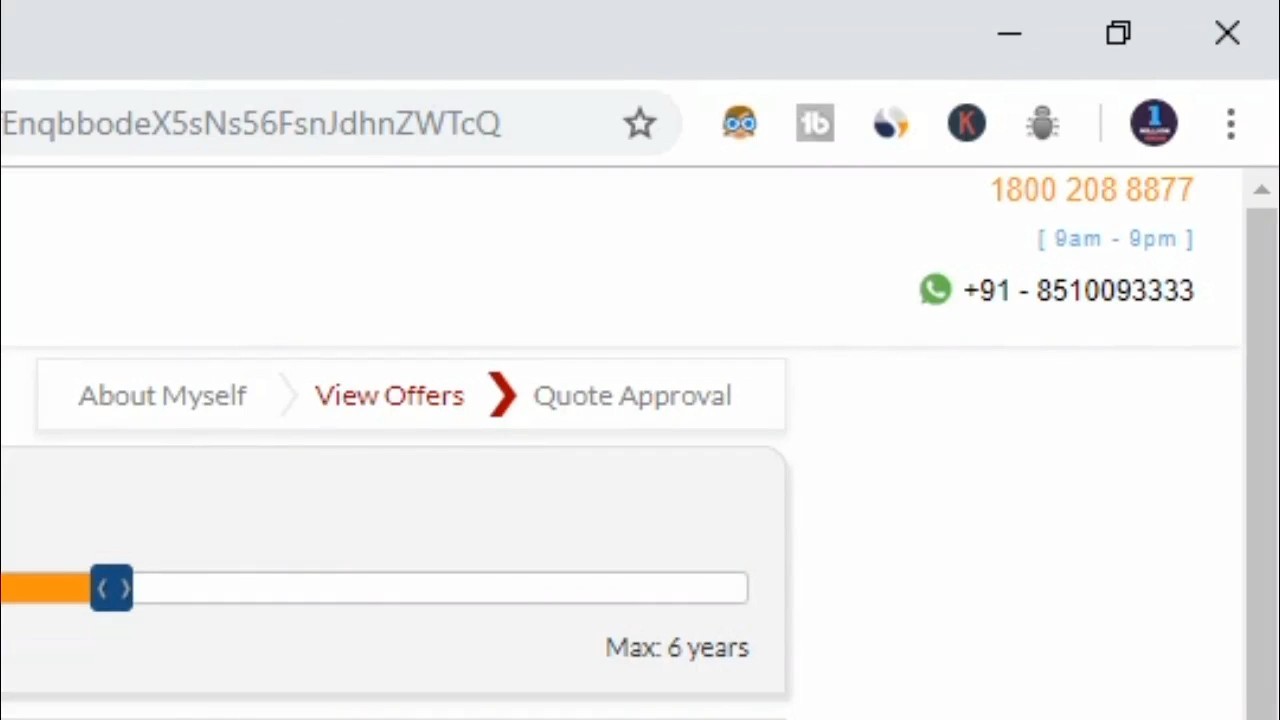 EnqbbodeX5sNs56FsnJdhnZWTcQ
1800 208 8877
[ 9am - 9pm ]
+91 - 8510093333
About Myself
View Offers
Quote Approval
Max: 6 years